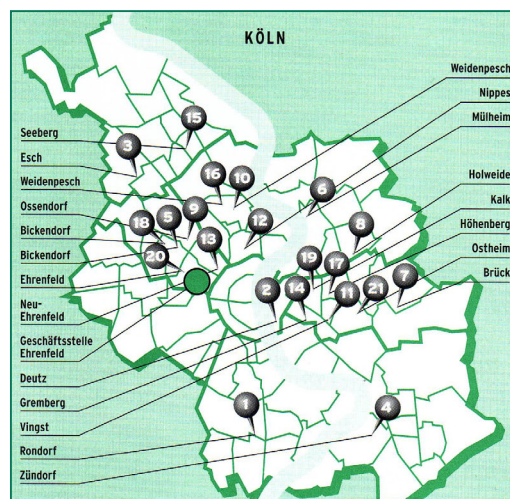 KÖLN
Seeberg
Esch
Weidenpesch
Ossendorf
Bickendorf
Bickendorf
Ehrenfeld
Neu-
Ehrenfeld
Geschäftsstelle
Ehrenfeld
Deutz
Gremberg
Vingst
Rondorf
Zündorf
Weidenpesch
Nippes
Mülheim
Holweide
Kalk
Höhenberg
Ostheim
Brück
15
3
16
10
6
18
5
9
12
8
13
20
19
17
7
2
14
11
21
1
4